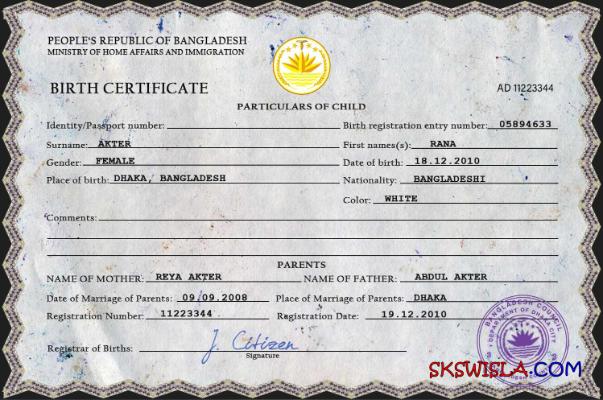 PEOPLE'S REPUBLIC OF BANGLADESH
MINISTRY OF HOME AFFAIRS AND IMMIGRATION
BIRTH CERTIFICATE
AD 11223344
PARTICULARS OF CHILD
Identity/Passport number: Birth registration entry number: 05894633
Surname: AKTER First names(s): RANA
Gender: FEMALE Date of birth: 18.12.2010
Place of birth: DHAKA, BANGLADESH Nationality: BANGLADESHI
Color: WHITE
Comments:
PARENTS
NAME OF MOTHER: REYA AKTER NAME OF FATHER: ABDUL AKTER
Date of Marriage of Parents: 09.09.2008 Place of Marriage of Parents: DHAKA
Registration Number: 11223344 Registration Date: 19.12.2010
Registrar of Births: J. Citizen
Signature
BANGLADESH COUNCIL
DEPARTMENT OF DHAKA CITY
SKSWISLA.COM